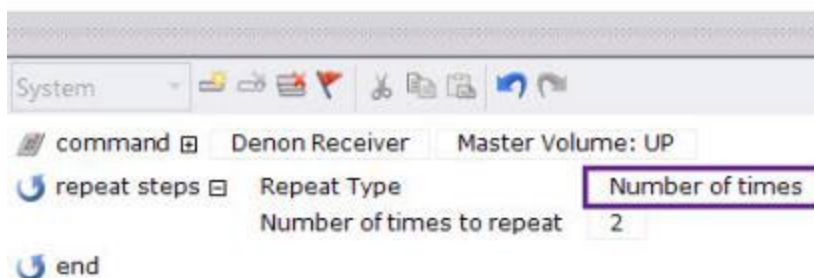 System
command Denon Receiver Master Volume: UP
repeat steps Repeat Type Number of times
Number of times to repeat 2
end